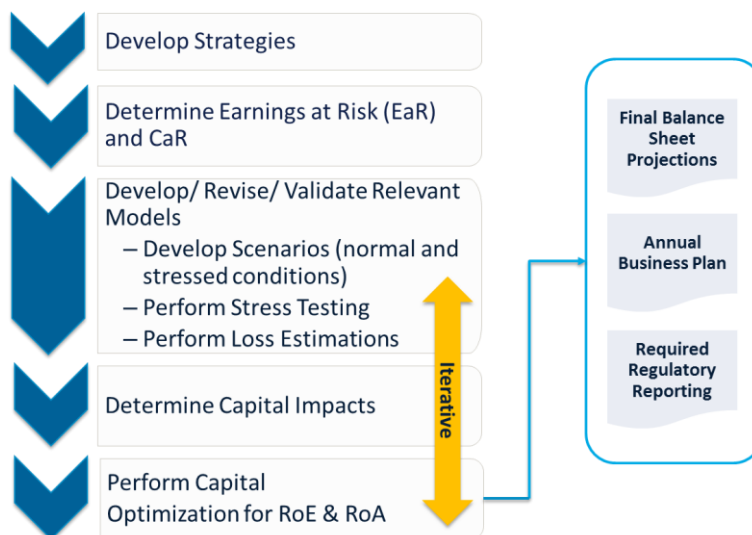 Develop Strategies
Determine Earnings at Risk (EaR)
and CaR
Develop/ Revise/ Validate Relevant
Models
– Develop Scenarios (normal and
stressed conditions)
– Perform Stress Testing
– Perform Loss Estimations
Iterative
Determine Capital Impacts
Perform Capital
Optimization for RoE & RoA
Final Balance
Sheet
Projections
Annual
Business Plan
Required
Regulatory
Reporting